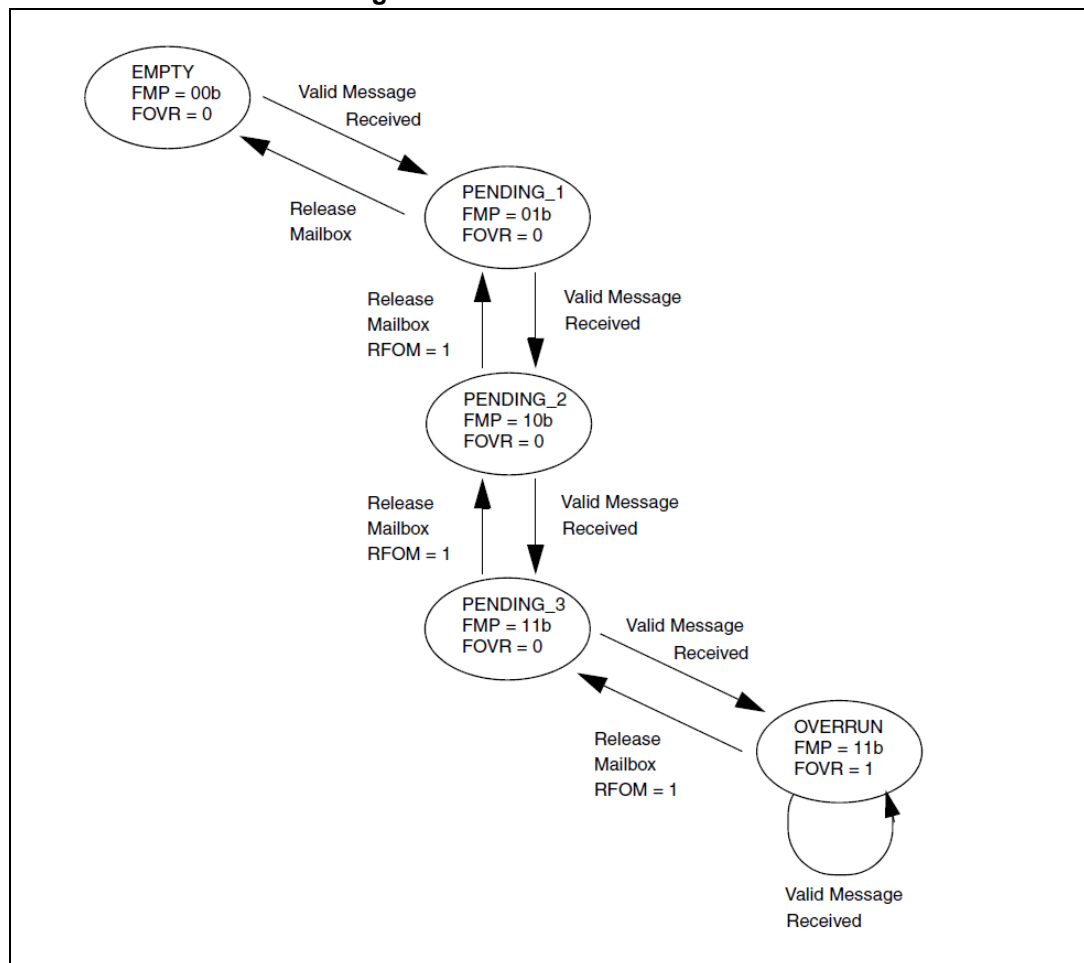 EMPTY
FMP = 00b
FOVR = 0
Valid Message
Received
Release
Mailbox
PENDING_1
FMP = 01b
FOVR = 0
Release
Mailbox
RFOM = 1
Valid Message
Received
PENDING_2
FMP = 10b
FOVR = 0
Release
Mailbox
RFOM = 1
Valid Message
Received
PENDING_3
FMP = 11b
FOVR = 0
Valid Message
Received
Release
Mailbox
RFOM = 1
OVERRUN
FMP = 11b
FOVR = 1
Valid Message
Received